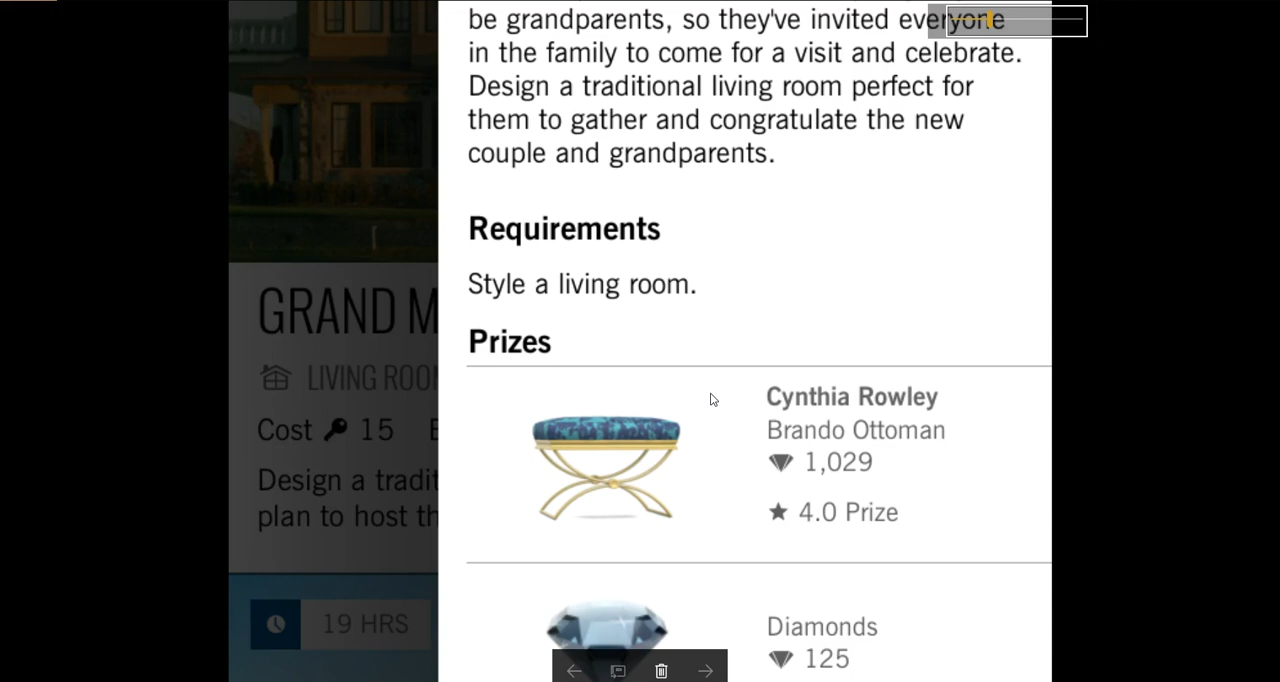 be grandparents, so they've invited everyone
in the family to come for a visit and celebrate.
Design a traditional living room perfect for
them to gather and congratulate the new
couple and grandparents.
Requirements
Style a living room.
Prizes
Cynthia Rowley
Brando Ottoman
1,029
4.0 Prize
Diamonds
125
GRAND M
LIVING ROO
Cost 15
Design a tradit
plan to host th
19 HRS